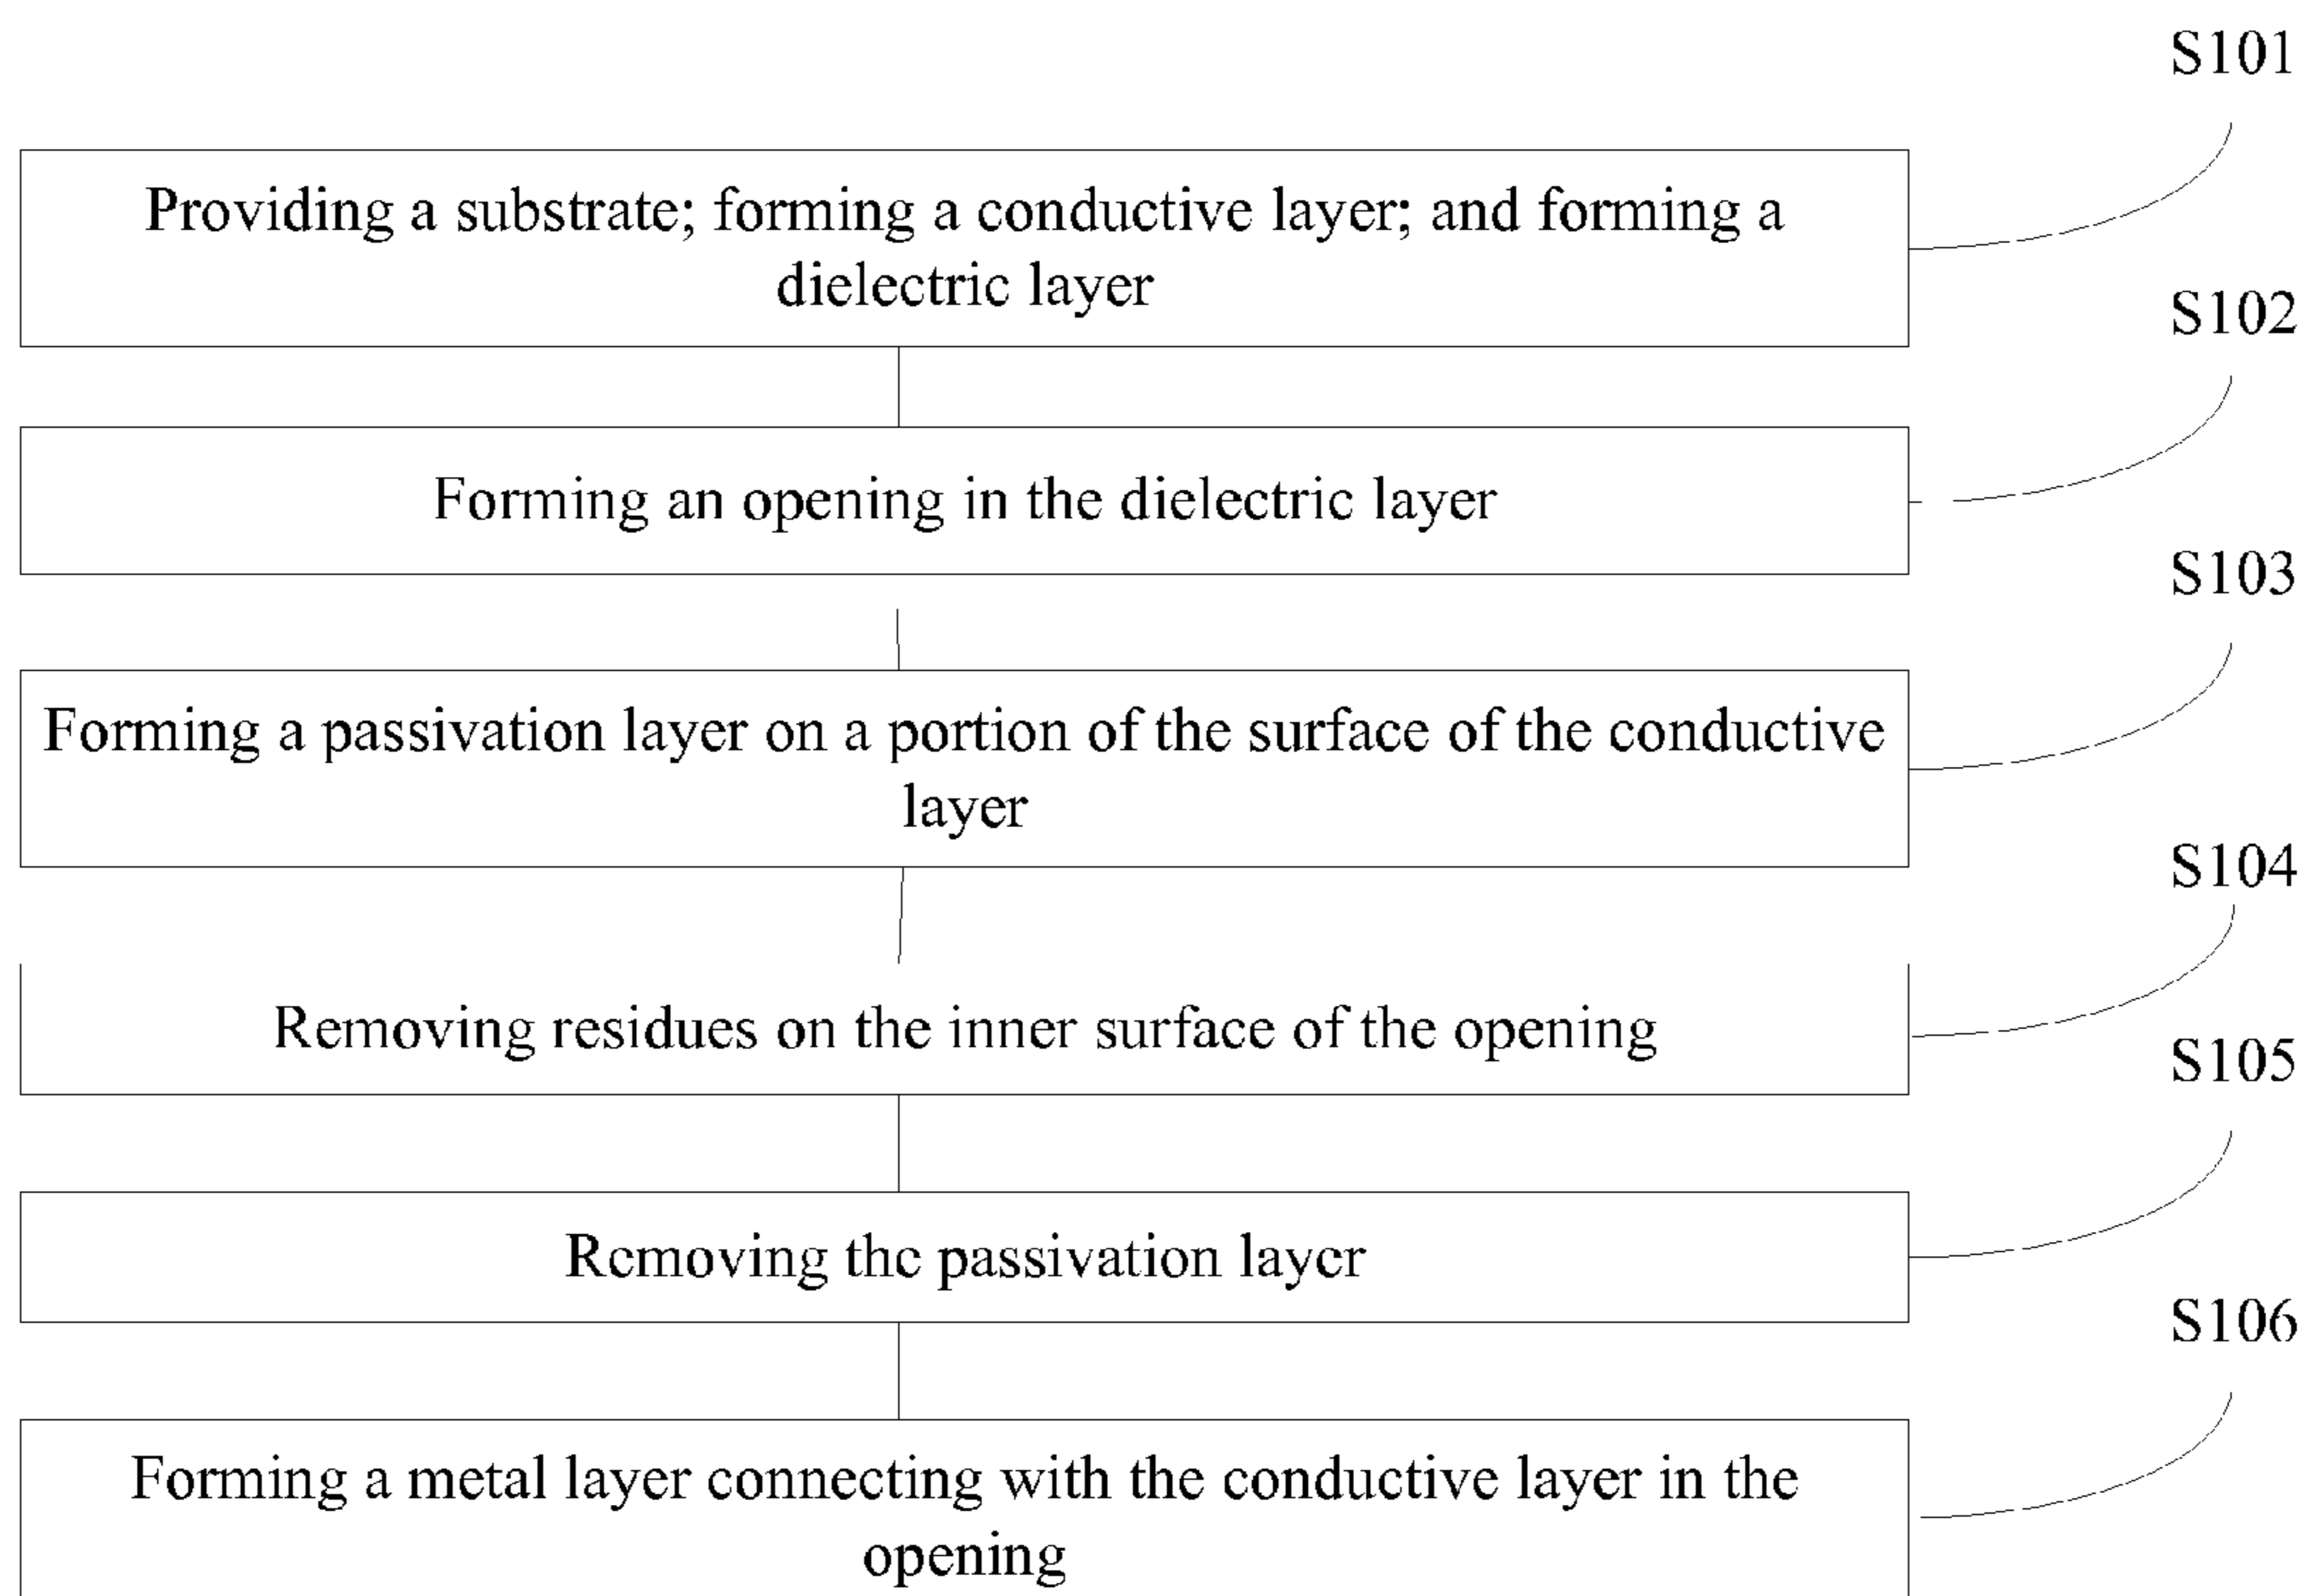 S101
Providing a substrate; forming a conductive layer; and forming a
dielectric layer
S102
Forming an opening in the dielectric layer
S103
Forming a passivation layer on a portion of the surface of the conductive
layer
S104
Removing residues on the inner surface of the opening
S105
Removing the passivation layer
S106
Forming a metal layer connecting with the conductive layer in the
opening